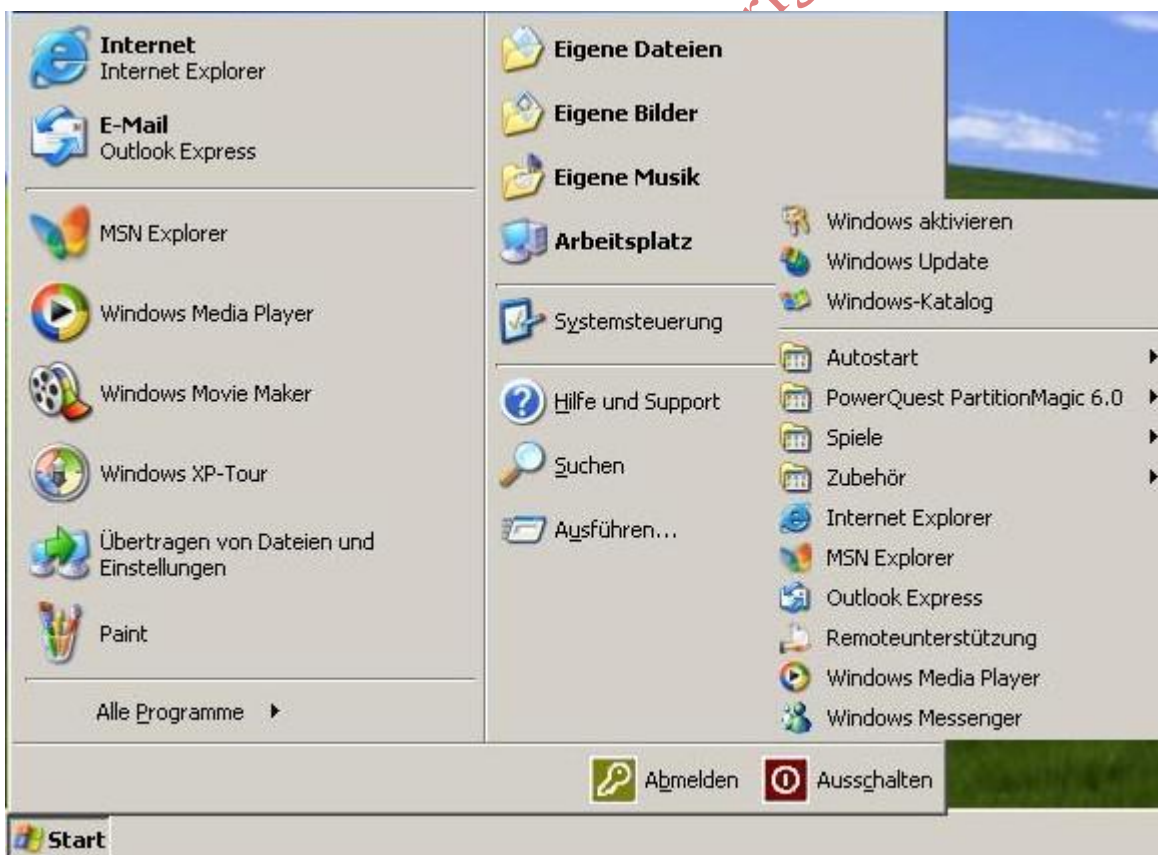 Internet
Internet Explorer
E-Mail
Outlook Express
MSN Explorer
Windows Media Player
Windows Movie Maker
Windows XP-Tour
Übertragen von Dateien und
Einstellungen
Paint
Alle Programme
Eigene Dateien
Eigene Bilder
Eigene Musik
Arbeitsplatz
Systemsteuerung
Hilfe und Support
Suchen
Ausführen...
Windows aktivieren
Windows Update
Windows-Katalog
Autostart
PowerQuest PartitionMagic 6.0
Spiele
Zubehör
Internet Explorer
MSN Explorer
Outlook Express
Remoteunterstützung
Windows Media Player
Windows Messenger
Abmelden
Ausschalten
Start